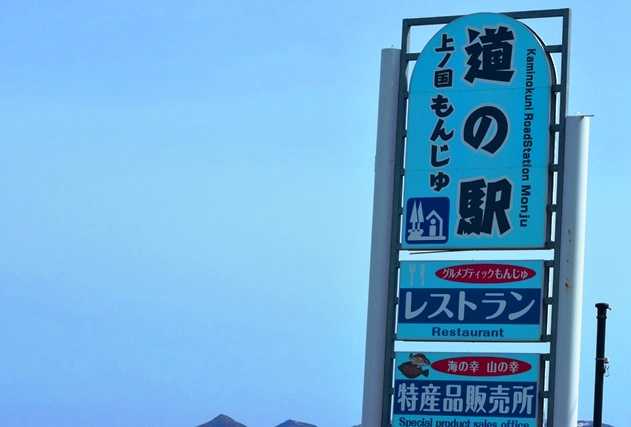 道の駅
上ノ国もんじゅ
Kaminokuni RoadStation Monju
グルメブティックもんじゅ
レストラン
Restaurant
海の幸 山の幸
特産品販売所
Special product sales office